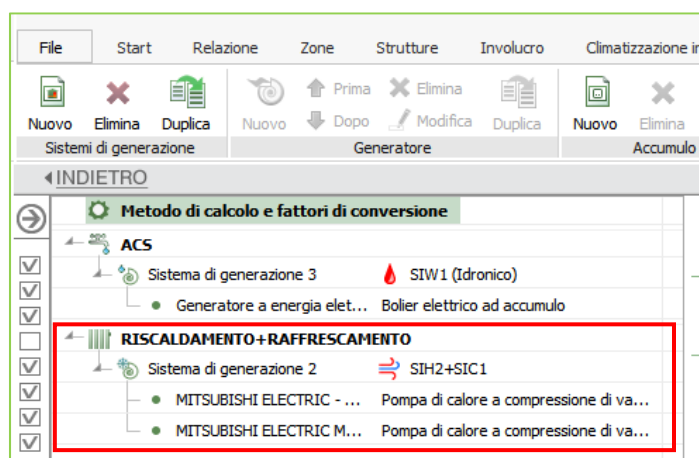 File Start Relazione Zone Strutture Involucro Climatizzazione in
Prima Elimina
Nuovo Elimina Duplica Nuovo Dopo Modifica Duplica Nuovo Elimina
Sistemi di generazione Generatore Accumulo
INDIETRO
Metodo di calcolo e fattori di conversione
ACS
Sistema di generazione 3 SIW1 (Idronico)
Generatore a energia elet... Bolier elettrico ad accumulo
RISCALDAMENTO+RAFFRESCAMENTO
Sistema di generazione 2 SIH2+SIC1
MITSUBISHI ELECTRIC - ... Pompa di calore a compressione di va...
MITSUBISHI ELECTRIC M... Pompa di calore a compressione di va...